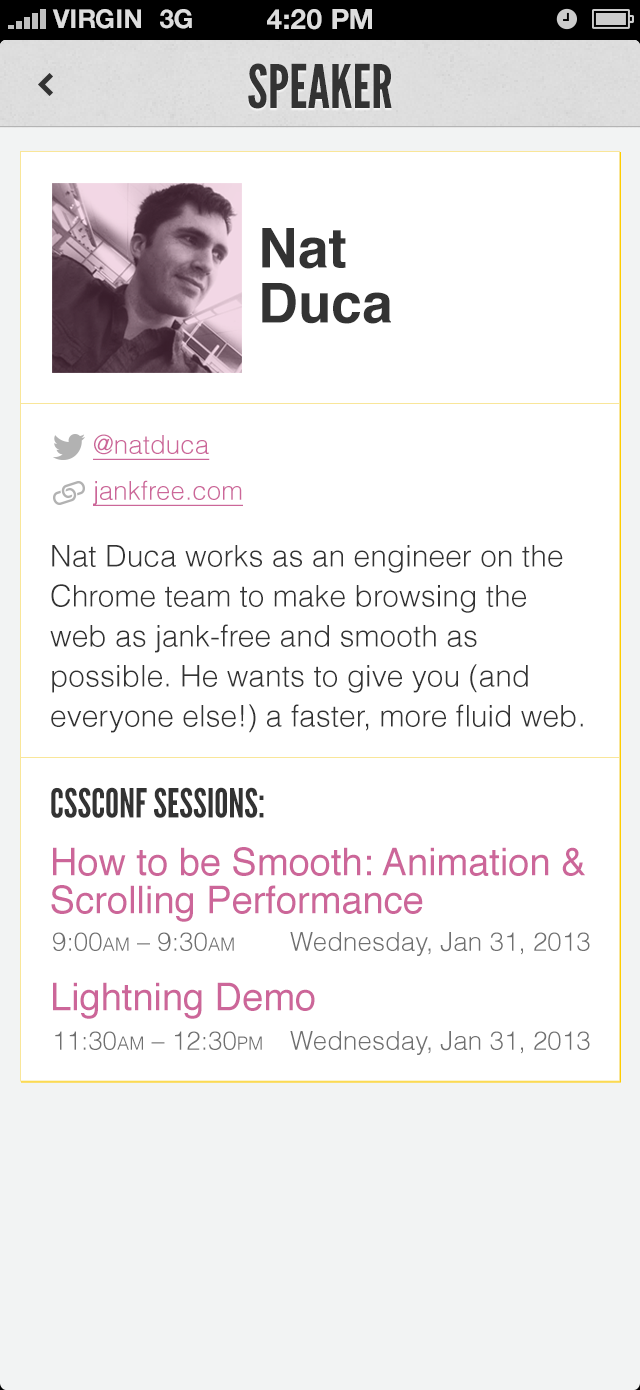 VIRGIN 3G 4:20 PM
SPEAKER
Nat
Duca
@natduca
jankfree.com
Nat Duca works as an engineer on the
Chrome team to make browsing the
web as jank-free and smooth as
possible. He wants to give you (and
everyone else!) a faster, more fluid web.
CSSCONF SESSIONS:
How to be Smooth: Animation &
Scrolling Performance
9:00AM – 9:30AM Wednesday, Jan 31, 2013
Lightning Demo
11:30AM – 12:30PM Wednesday, Jan 31, 2013